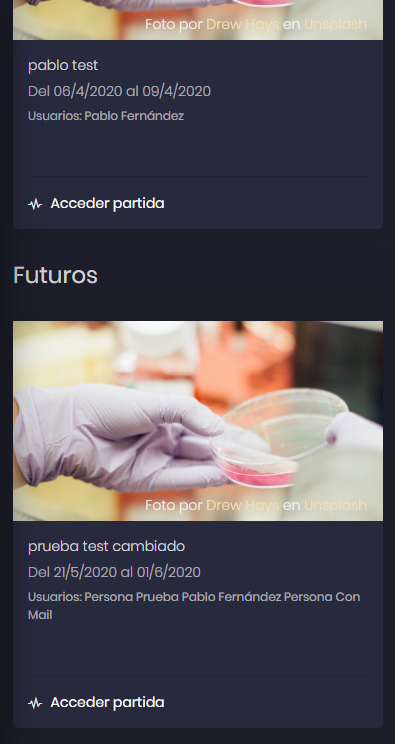 Foto por Drew Hays en Unsplash
pablo test
Del 06/4/2020 al 09/4/2020
Usuarios: Pablo Fernández
Acceder partida
Futuros
Foto por Drew Hays en Unsplash
prueba test cambiado
Del 21/5/2020 al 01/6/2020
Usuarios: Persona Prueba Pablo Fernández Persona Con
Mail
Acceder partida